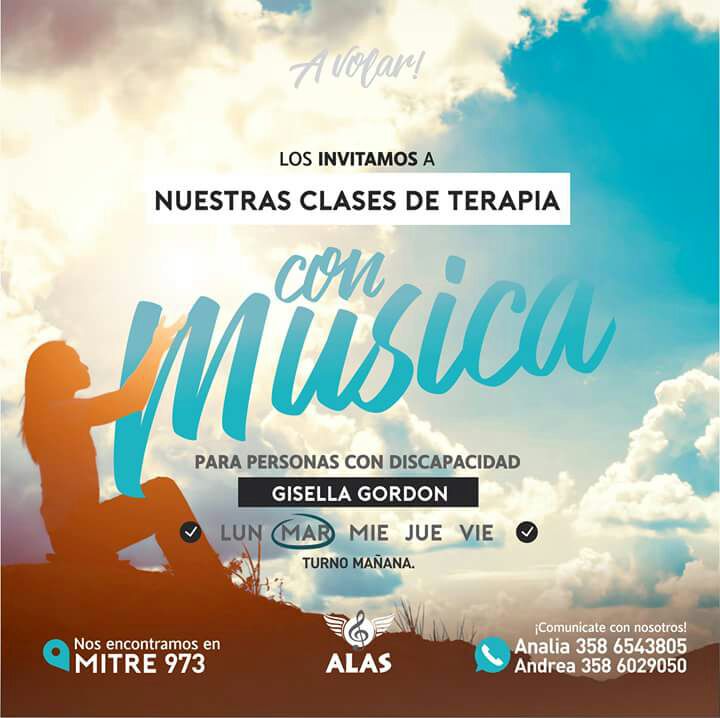 A volar!
LOS INVITAMOS A
NUESTRAS CLASES DE TERAPIA
con
Musica
PARA PERSONAS CON DISCAPACIDAD
GISELLA GORDON
LUN MAR MIE JUE VIE
TURNO MAÑANA.
Nos encontramos en
MITRE 973
ALAS
¡Comunicate con nosotros!
Analia 358 6543805
Andrea 358 6029050